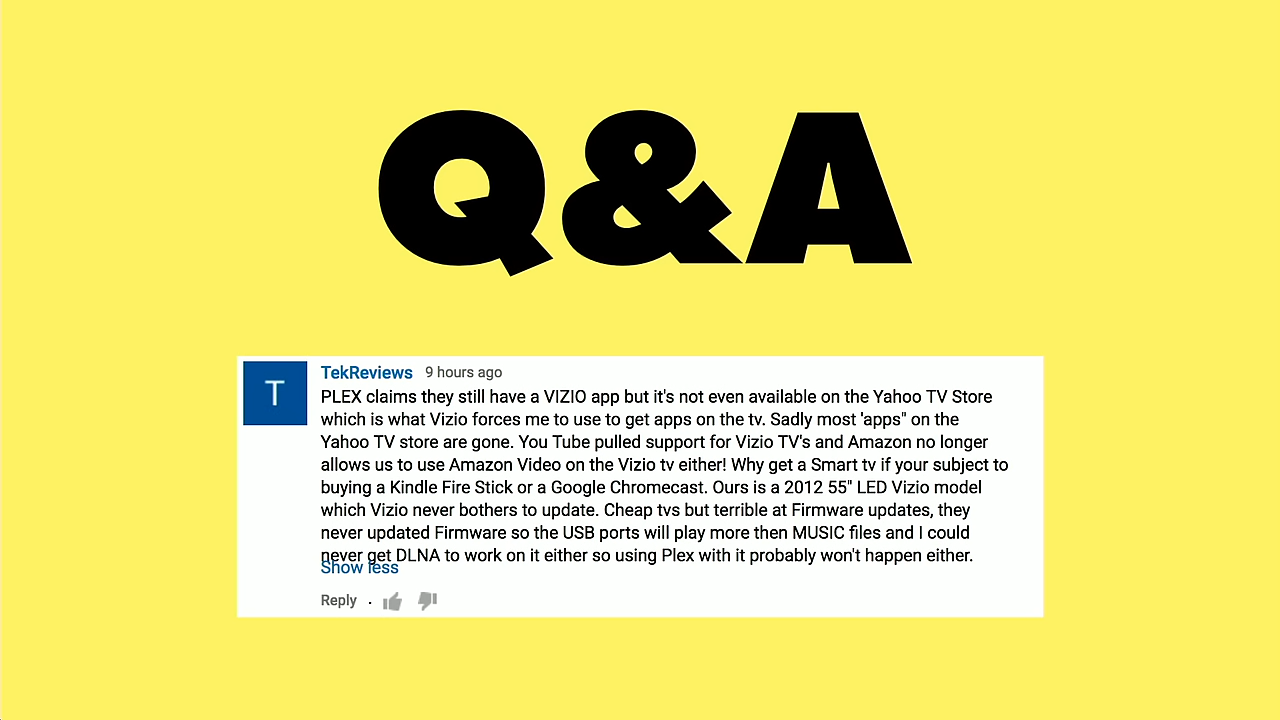 Q&A
T
TekReviews 9 hours ago
PLEX claims they still have a VIZIO app but it's not even available on the Yahoo TV Store
which is what Vizio forces me to use to get apps on the tv. Sadly most 'apps" on the
Yahoo TV store are gone. You Tube pulled support for Vizio TV's and Amazon no longer
allows us to use Amazon Video on the Vizio tv either! Why get a Smart tv if your subject to
buying a Kindle Fire Stick or a Google Chromecast. Ours is a 2012 55" LED Vizio model
which Vizio never bothers to update. Cheap tvs but terrible at Firmware updates, they
never updated Firmware so the USB ports will play more then MUSIC files and I could
never get DLNA to work on it either so using Plex with it probably won't happen either.
Show less
Reply .